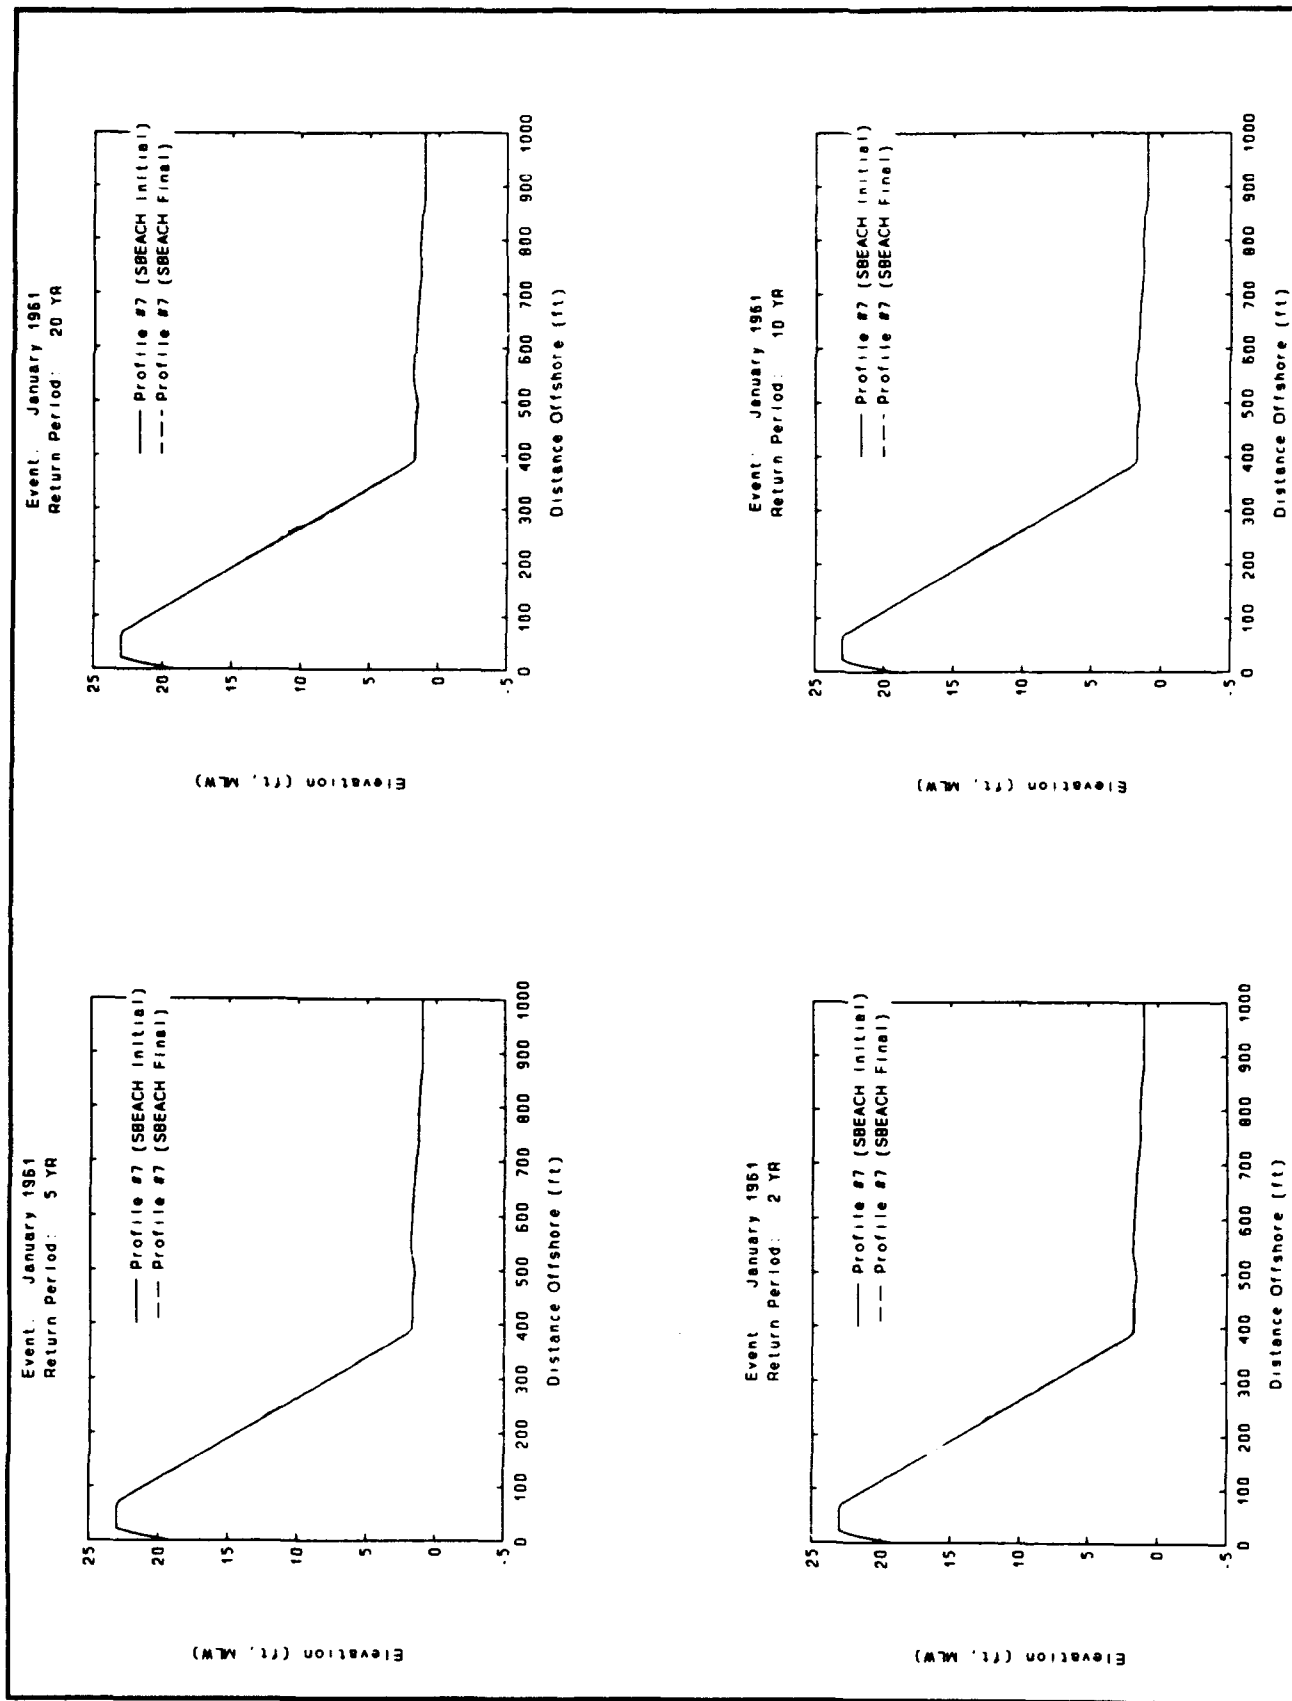 Event. January 1961
Return Period: 5 YR
Profile #7 (SBEACH Initial)
Profile #7 (SBEACH Final)
25
20
15
10
5
0
-5
Elevation (ft, MLW)
0 100 200 300 400 500 600 700 800 900 1000
Distance Offshore (ft)
Event. January 1961
Return Period: 20 YR
Profile #7 (SBEACH Initial)
Profile #7 (SBEACH Final)
25
20
15
10
5
0
-5
Elevation (ft, MLW)
0 100 200 300 400 500 600 700 800 900 1000
Distance Offshore (ft)
Event January 1961
Return Period: 2 YR
Profile #7 (SBEACH Initial)
Profile #7 (SBEACH Final)
25
20
15
10
5
0
-5
Elevation (ft, MLW)
0 100 200 300 400 500 600 700 800 900 1000
Distance Offshore (ft)
Event: January 1961
Return Period: 10 YR
Profile #7 (SBEACH Initial)
Profile #7 (SBEACH Final)
25
20
15
10
5
0
-5
Elevation (ft, MLW)
0 100 200 300 400 500 600 700 800 900 1000
Distance Offshore (ft)